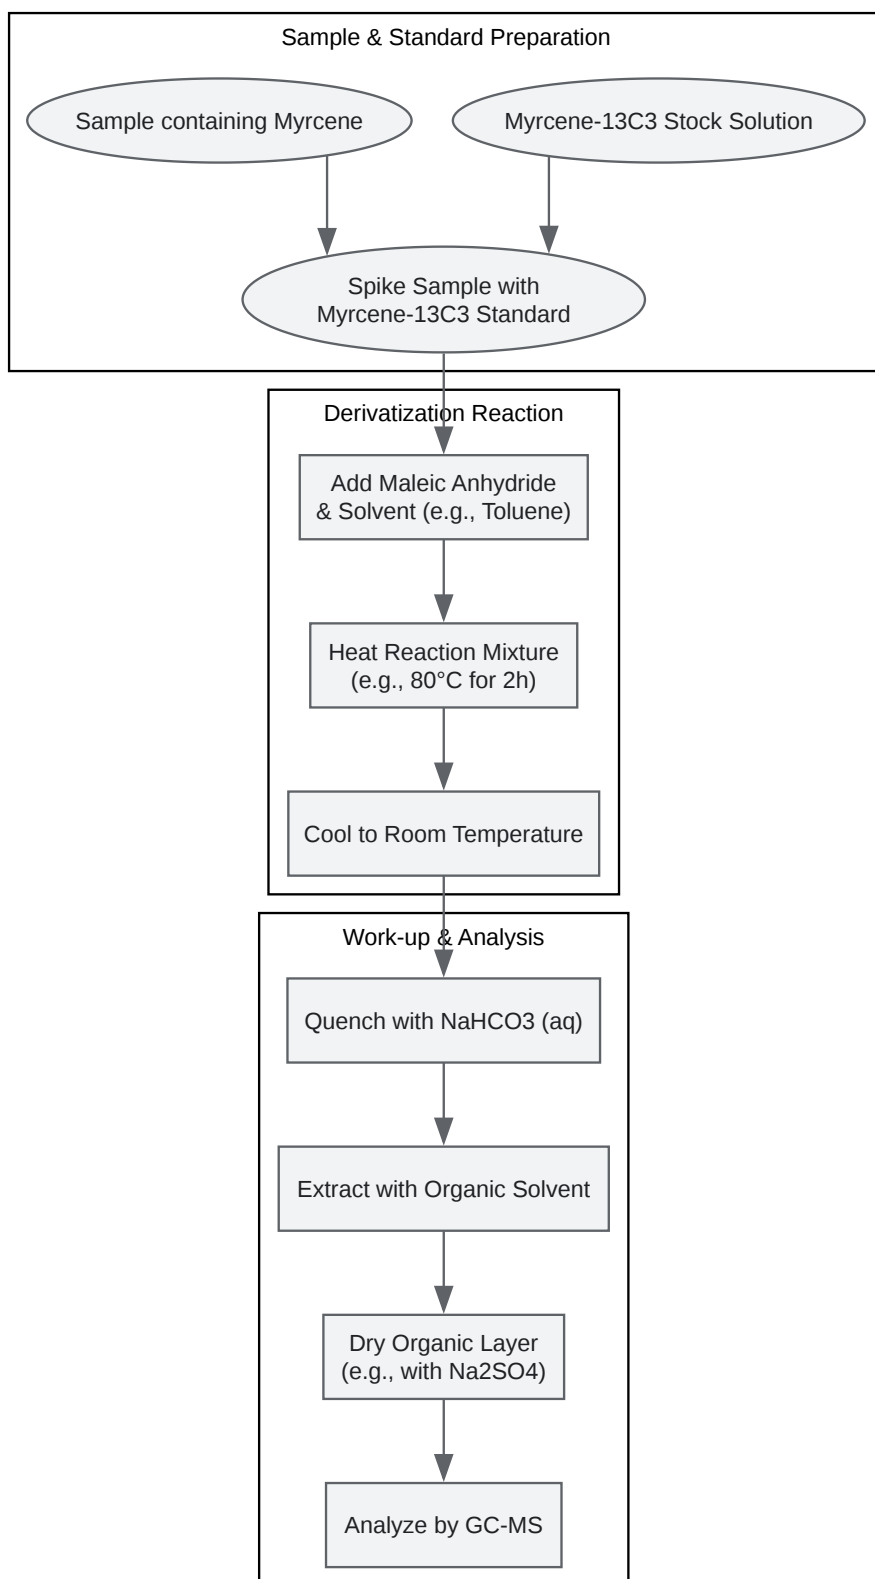 Sample & Standard Preparation
Sample containing Myrcene
Myrcene-13C3 Stock Solution
Spike Sample with
Myrcene-13C3 Standard
Derivatization Reaction
Add Maleic Anhydride
& Solvent (e.g., Toluene)
Heat Reaction Mixture
(e.g., 80°C for 2h)
Cool to Room Temperature
Work-up & Analysis
Quench with NaHCO3 (aq)
Extract with Organic Solvent
Dry Organic Layer
(e.g., with Na2SO4)
Analyze by GC-MS